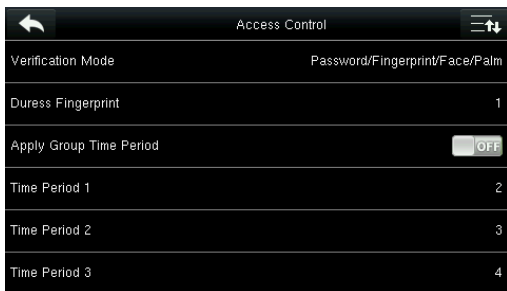 Access Control
Verification Mode Password/Fingerprint/Face/Palm
Duress Fingerprint 1
Apply Group Time Period OFF
Time Period 1 2
Time Period 2 3
Time Period 3 4